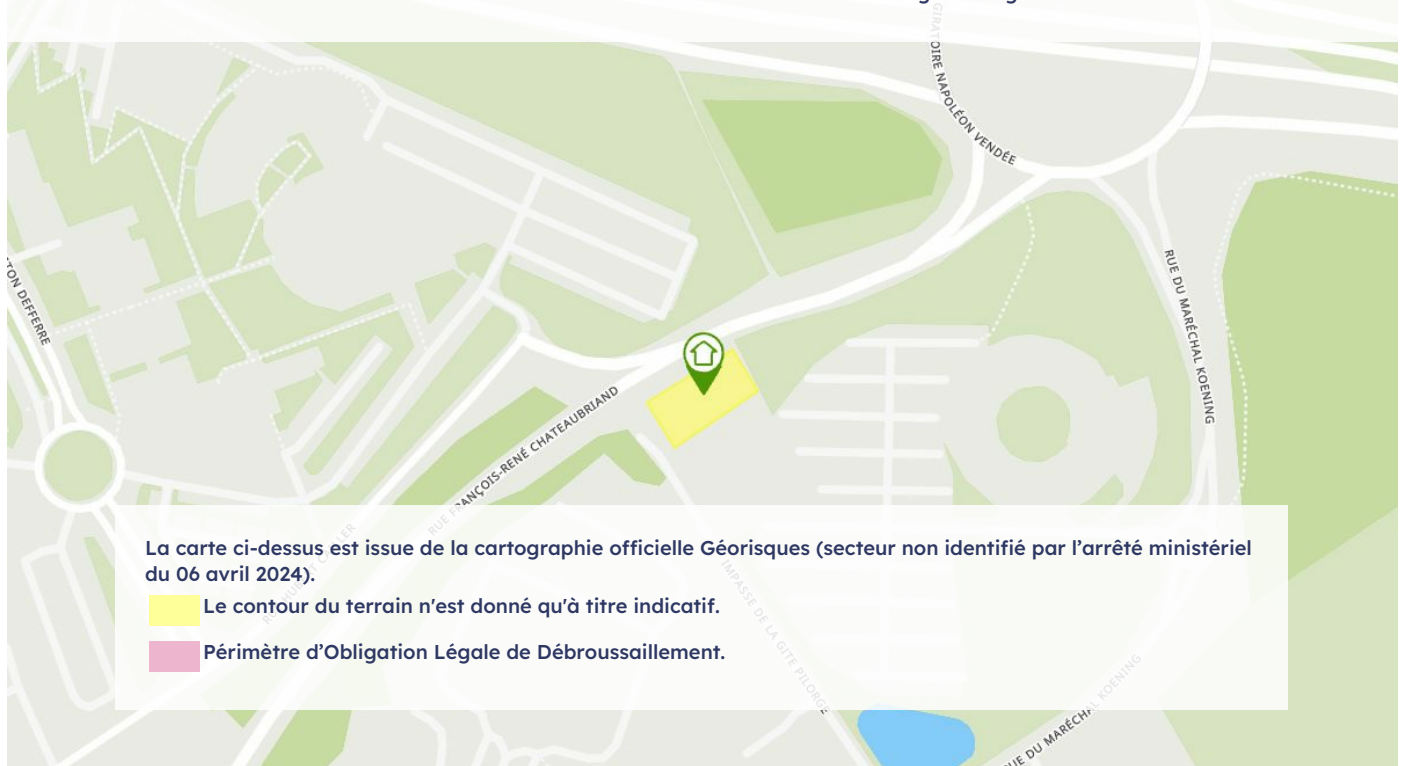 GIRATOIRE NAPOLÉON VENDÉE
RUE DU MARÉCHAL KOENING
TON DEFFERRE
RUE FRANÇOIS-RENÉ CHATEAUBRIAND
La carte ci-dessus est issue de la cartographie officielle Géorisques (secteur non identifié par l’arrêté ministériel
du 06 avril 2024).
Le contour du terrain n'est donné qu'à titre indicatif.
Périmètre d’Obligation Légale de Débroussaillement.
IMPASSE DE LA GITE PILORGE
RUE DU MARÉCHAL KOENING